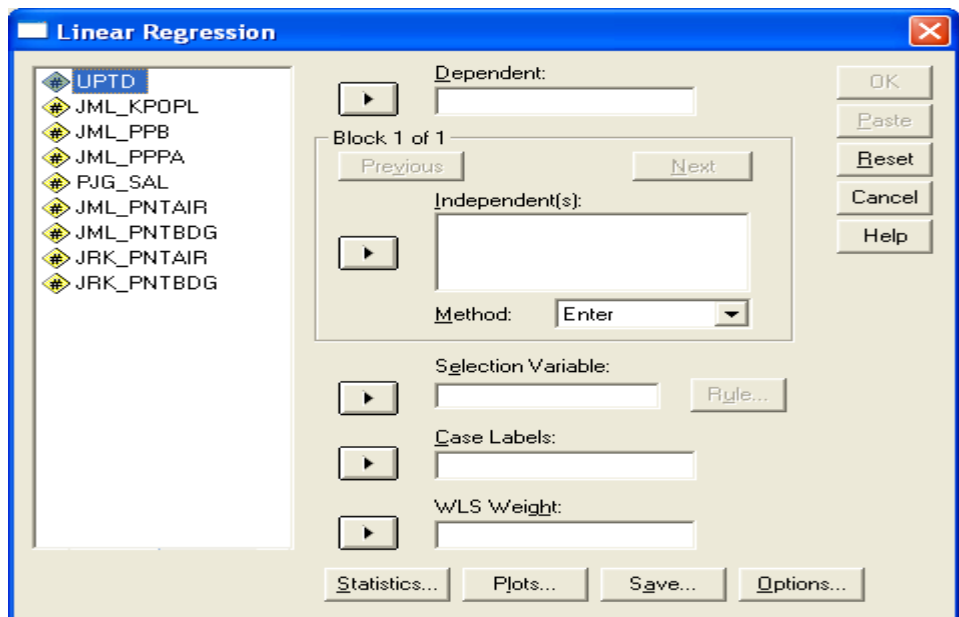 Linear Regression
UPTD
JML_KPOPL
JML_PPB
JML_PPPA
PJG_SAL
JML_PNTAIR
JML_PNTBDG
JRK_PNTAIR
JRK_PNTBDG
Dependent:
Block 1 of 1
Previous
Next
Independent(s):
Method:
Enter
Selection Variable:
Rule...
Case Labels:
WLS Weight:
OK
Paste
Reset
Cancel
Help
Statistics...
Plots...
Save...
Options...